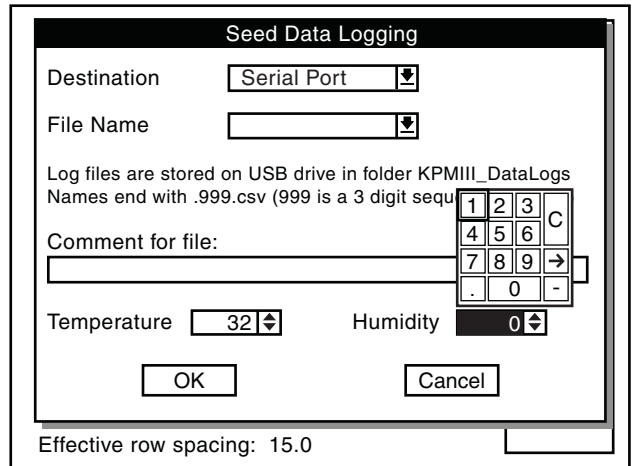 Seed Data Logging
Destination Serial Port
File Name
Log files are stored on USB drive in folder KPMIII_DataLogs
Names end with .999.csv (999 is a 3 digit
1 2 3 C
4 5 6
Comment for file:
7 8 9 →
. 0 -
Temperature 32 Humidity 0
OK Cancel
Effective row spacing: 15.0